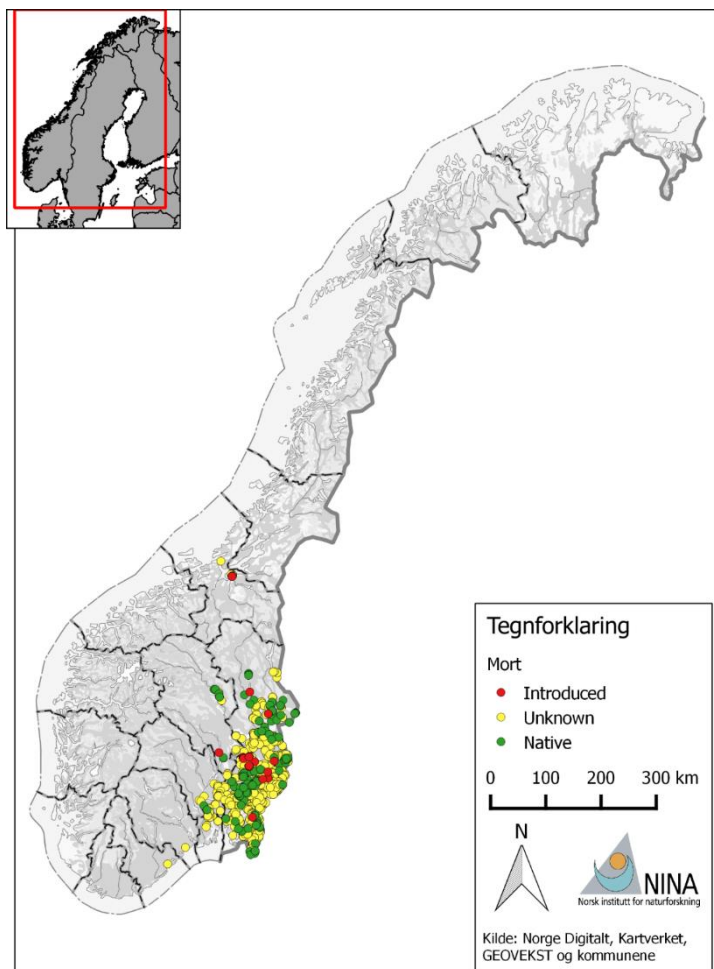 Tegnforklaring
Mort
Introduced
Unknown
Native
0 100 200 300 km
N
NINA
Norsk institutt for naturforskning
Kilde: Norge Digitalt, Kartverket,
GEOVEKST og kommunene